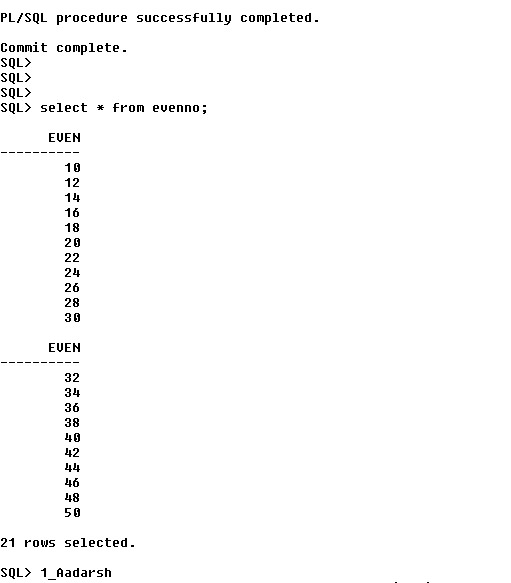 PL/SQL procedure successfully completed.
Commit complete.
SQL>
SQL>
SQL>
SQL> select * from evenno;
EVEN
----------
10
12
14
16
18
20
22
24
26
28
30
EVEN
----------
32
34
36
38
40
42
44
46
48
50
21 rows selected.
SQL> 1_Aadarsh